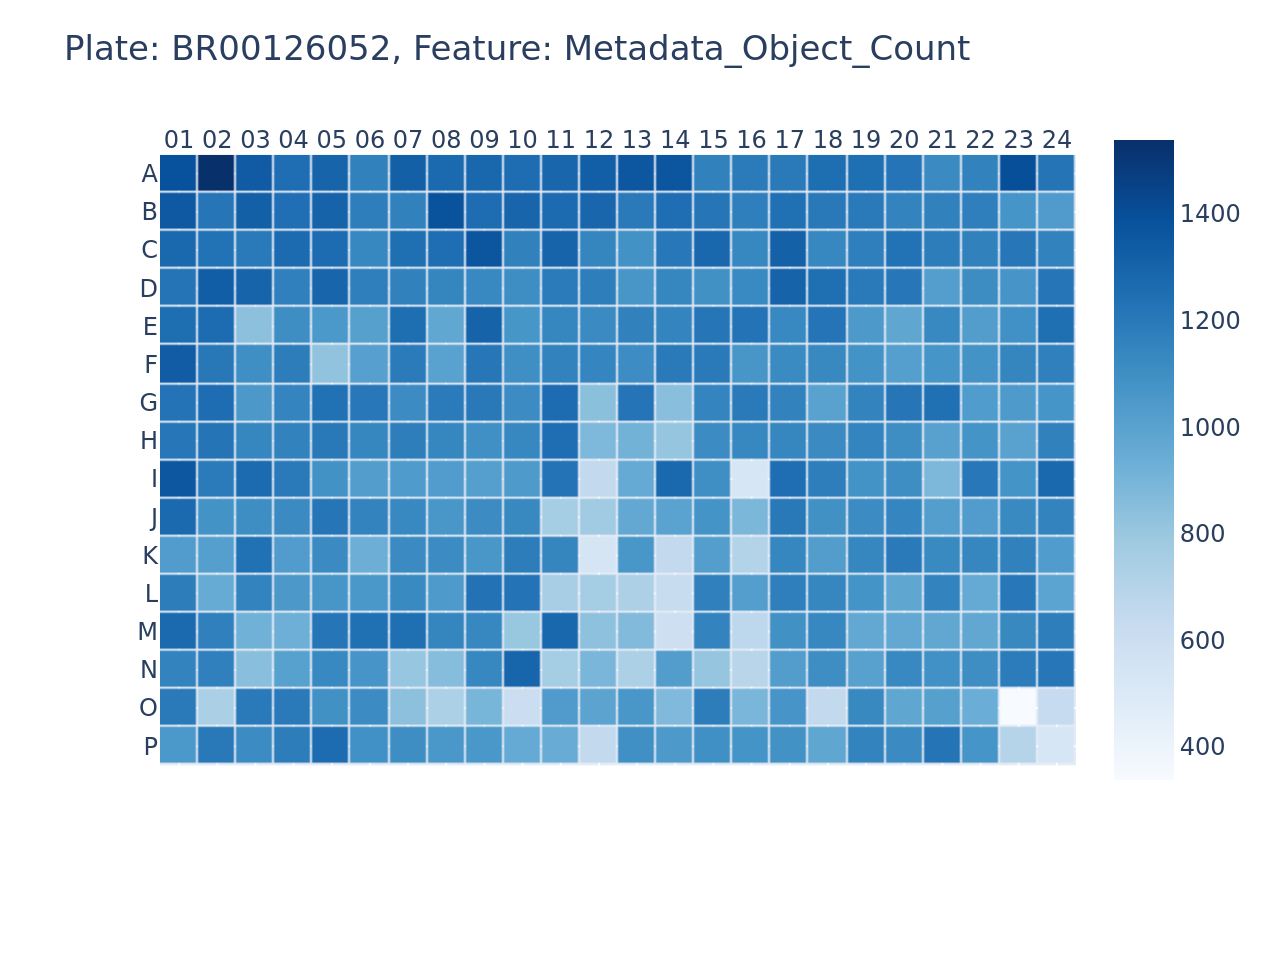 Plate: BR00126052, Feature: Metadata_Object_Count
01 02 03 04 05 06 07 08 09 10 11 12 13 14 15 16 17 18 19 20 21 22 23 24
A
B
C
D
E
F
G
H
I
J
K
L
M
N
O
P
1400
1200
1000
800
600
400